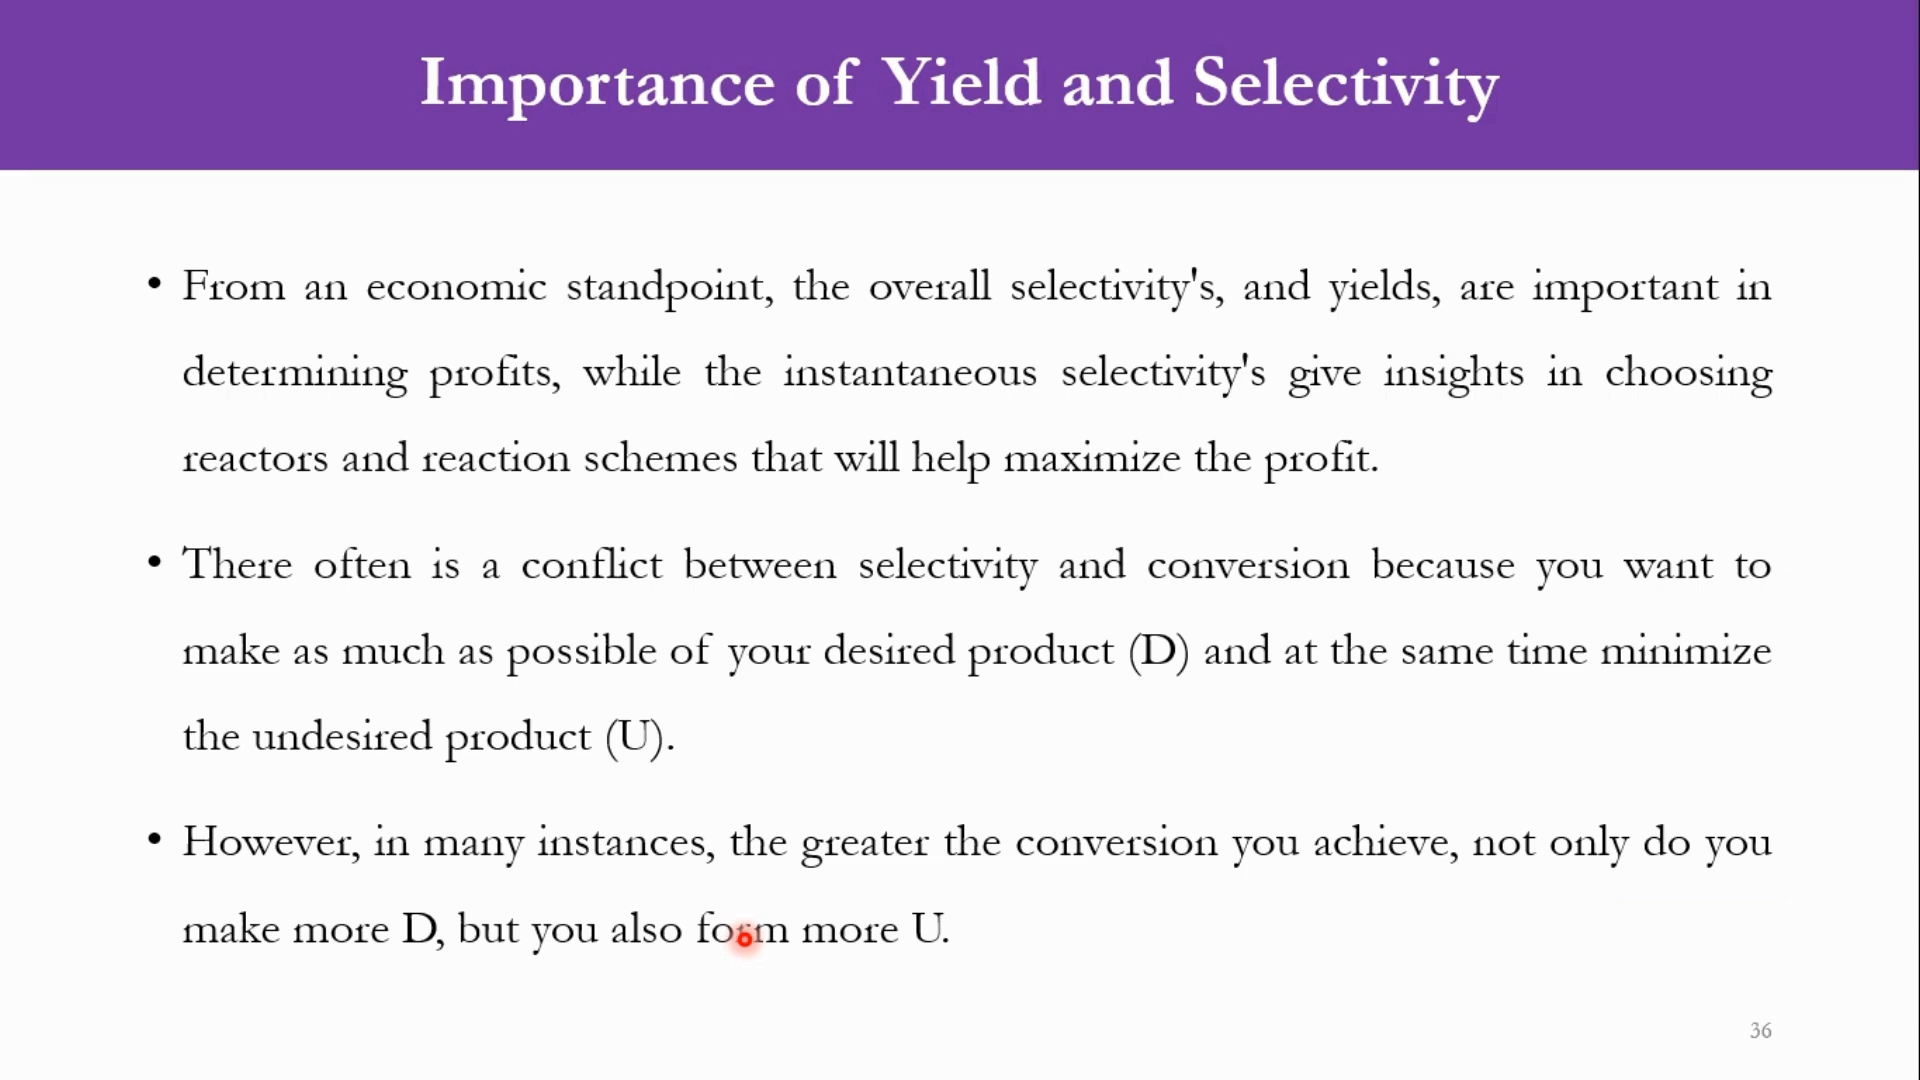 Importance of Yield and Selectivity
• From an economic standpoint, the overall selectivity's, and yields, are important in
determining profits, while the instantaneous selectivity's give insights in choosing
reactors and reaction schemes that will help maximize the profit.
• There often is a conflict between selectivity and conversion because you want to
make as much as possible of your desired product (D) and at the same time minimize
the undesired product (U).
• However, in many instances, the greater the conversion you achieve, not only do you
make more D, but you also form more U.
36